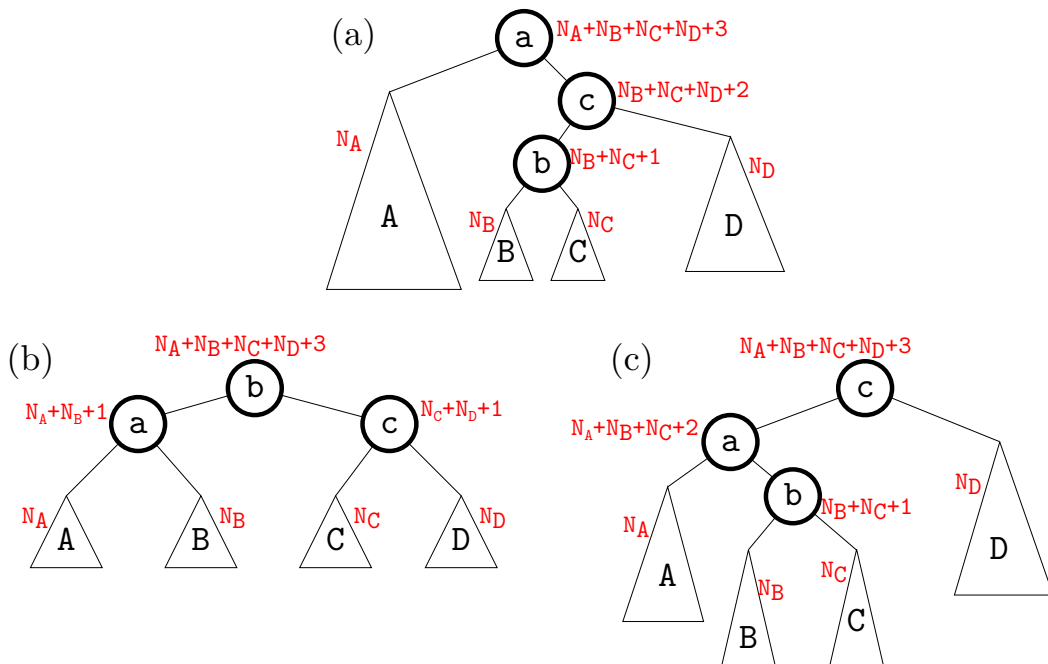 (a)
a N_A+N_B+N_C+N_D+3
c N_B+N_C+N_D+2
N_A
b N_B+N_C+1
N_D
N_B N_C
A B C D
(b)
N_A+N_B+N_C+N_D+3
b
N_A+N_B+1 a c N_C+N_D+1
N_A N_B N_C N_D
A B C D
(c)
N_A+N_B+N_C+N_D+3
c
N_A+N_B+N_C+2 a
N_D
b N_B+N_C+1
N_A
A D
N_B N_C
B C